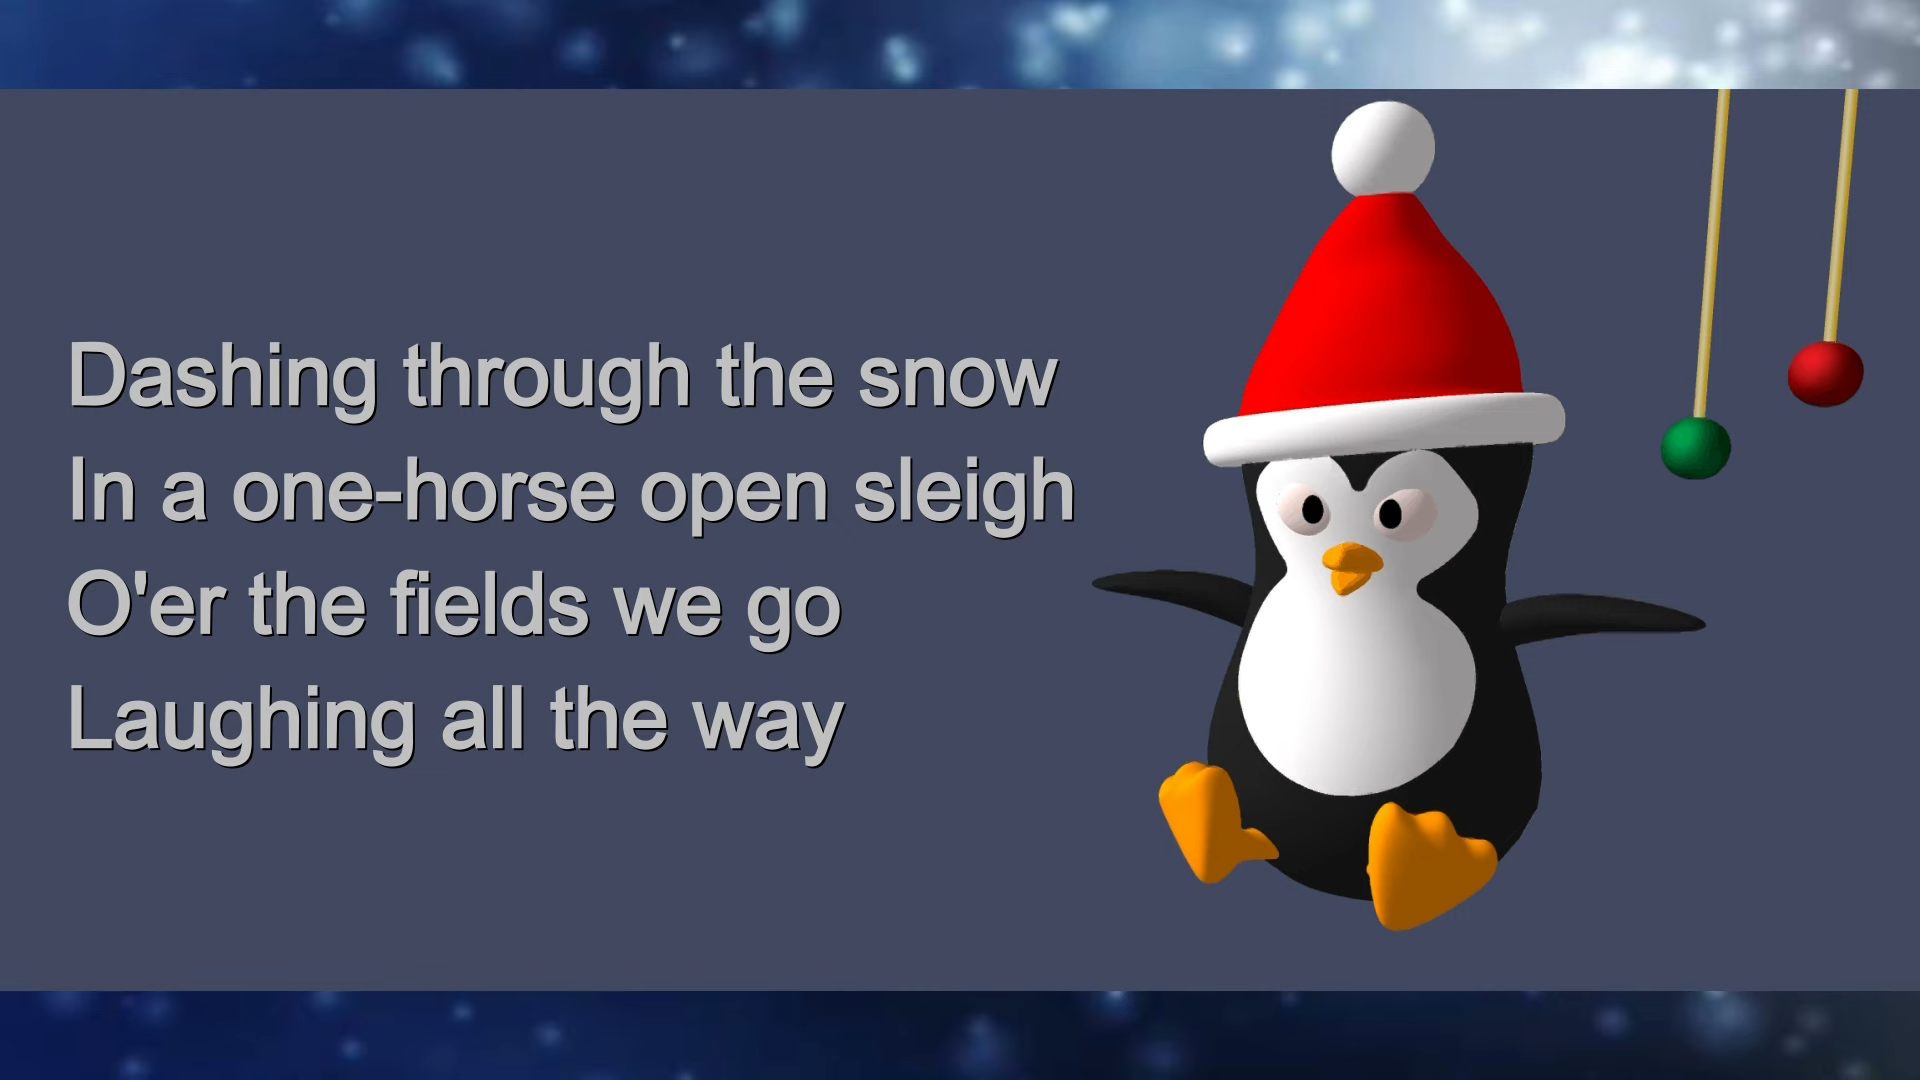 Dashing through the snow
In a one-horse open sleigh
O'er the fields we go
Laughing all the way